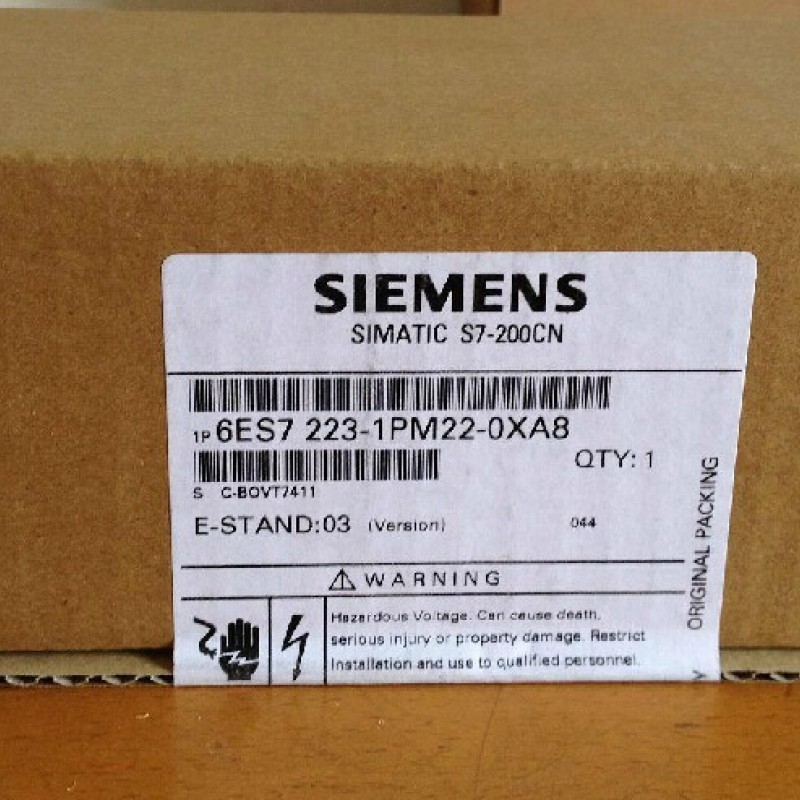 SIEMENS
SIMATIC S7-200CN
1P 6ES7 223-1PM22-0XA8
QTY: 1
S C-BOVT7411
E-STAND:03 (Version) 044
WARNING
Hazardous Voltage. Can cause death,
serious injury or property damage. Restrict
Installation and use to qualified personnel.
ORIGINAL PACKING